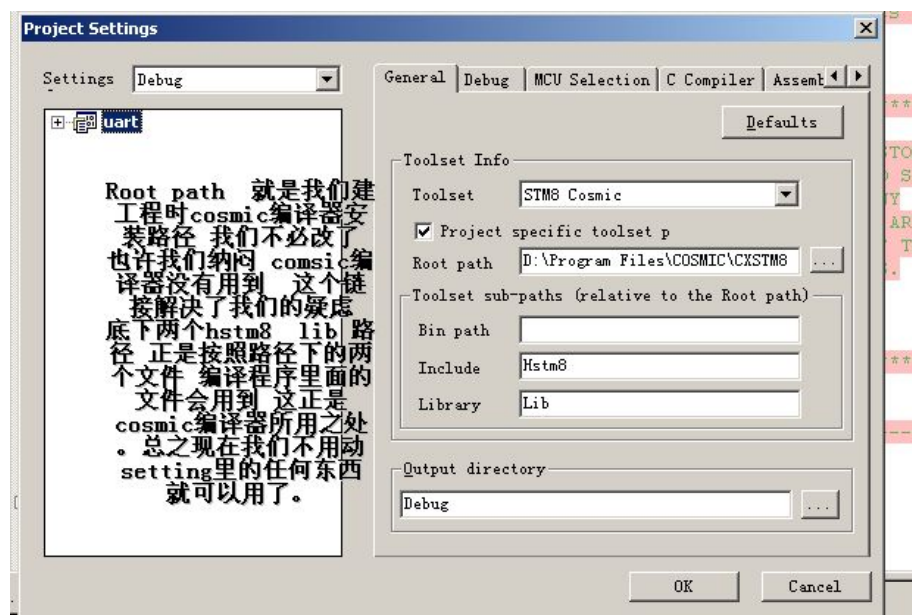 Project Settings
Settings Debug
uart
Root path 就是我们建
工程时cosmic编译器安
装路径 我们不必改了
也许我们纳闷 comsic编
译器没有用到 这个链
接解决了我们的疑虑
底下两个hstm8 lib 路
径 正是按照路径下的两
个文件 编译程序里面的
文件会用到 这正是
cosmic编译器所用之处
。总之现在我们不用动
setting里的任何东西
就可以用了。
General Debug MCU Selection C Compiler Assemb
Defaults
Toolset Info
Toolset STM8 Cosmic
Project specific toolset p
Root path D:\Program Files\COSMIC\CXSTM8 ...
Toolset sub-paths (relative to the Root path)
Bin path
Include Hstm8
Library Lib
Output directory
Debug ...
OK Cancel